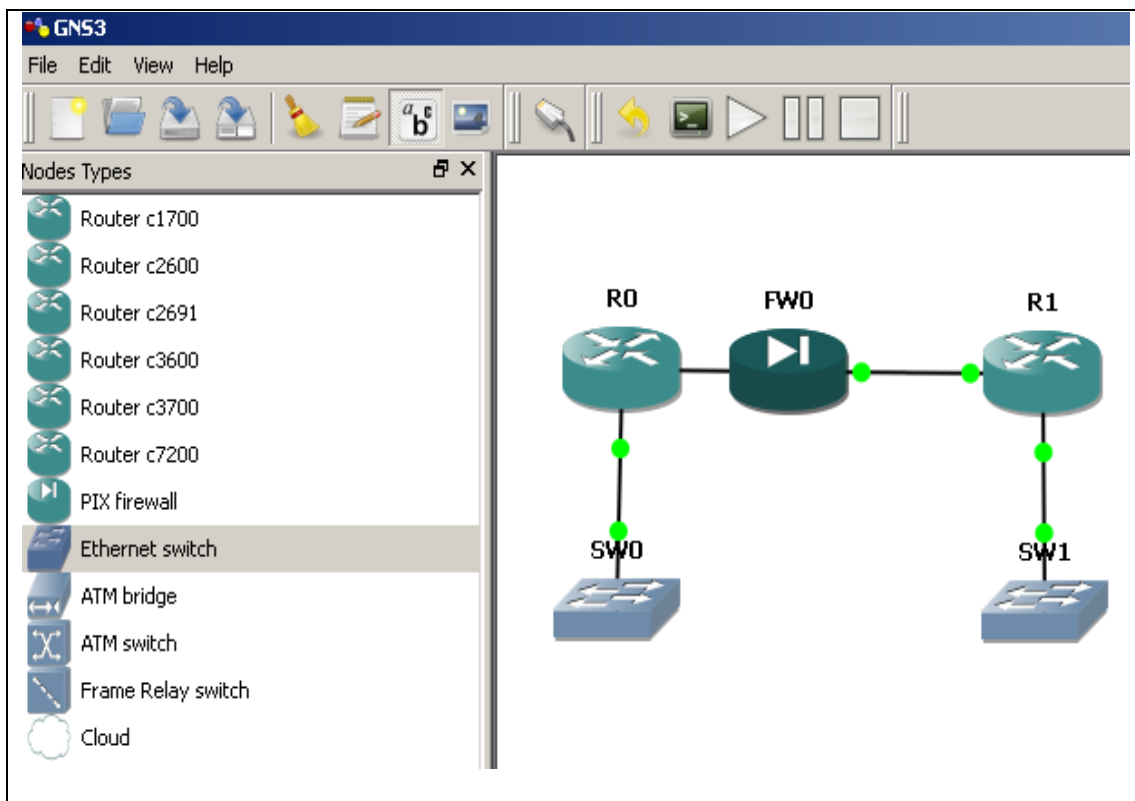 GNS3
File Edit View Help
abc
Nodes Types
Router c1700
Router c2600
Router c2691
Router c3600
Router c3700
Router c7200
PIX firewall
Ethernet switch
ATM bridge
ATM switch
Frame Relay switch
Cloud
R0 FW0 R1
SW0 SW1